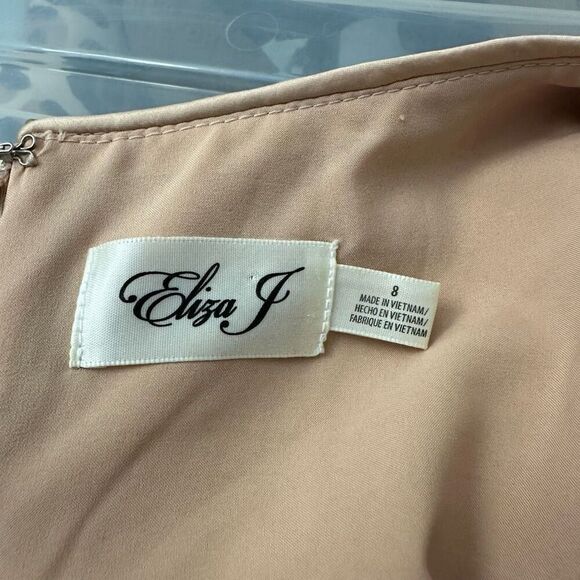 Eliza J
8
MADE IN VIETNAM/
HECHO EN VIETNAM/
FABRIQUE EN VIETNAM